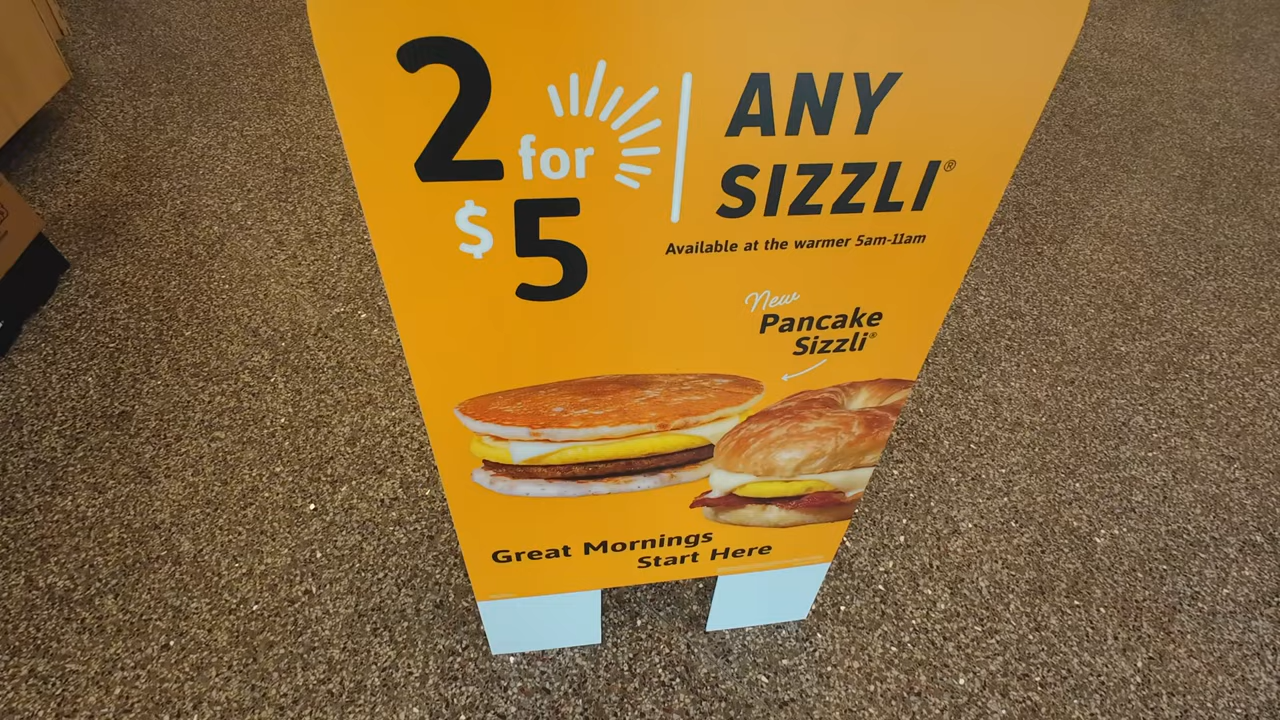 2 for
$5
ANY
SIZZLI®
Available at the warmer 5am-11am
New
Pancake
Sizzli®
Great Mornings
Start Here